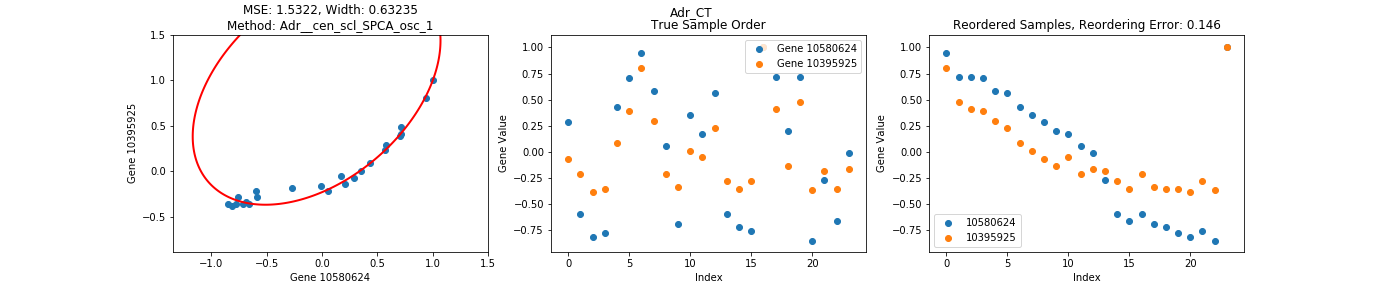 Adr_CT
MSE: 1.5322, Width: 0.63235
Method: Adr__cen_scl_SPCA_osc_1
1.5
1.0
0.5
0.0
−0.5
Gene 10395925
−1.0 −0.5 0.0 0.5 1.0 1.5
Gene 10580624
True Sample Order
1.00
0.75
0.50
0.25
0.00
−0.25
−0.50
−0.75
Gene Value
Gene 10580624
Gene 10395925
0 5 10 15 20
Index
Reordered Samples, Reordering Error: 0.146
1.00
0.75
0.50
0.25
0.00
−0.25
−0.50
−0.75
Gene Value
10580624
10395925
0 5 10 15 20
Index